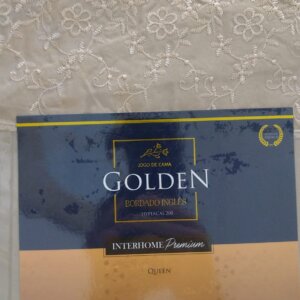 JOGO DE CAMA
GOLDEN
BORDADO INGLÊS
INTERHOME Premium
QUEEN